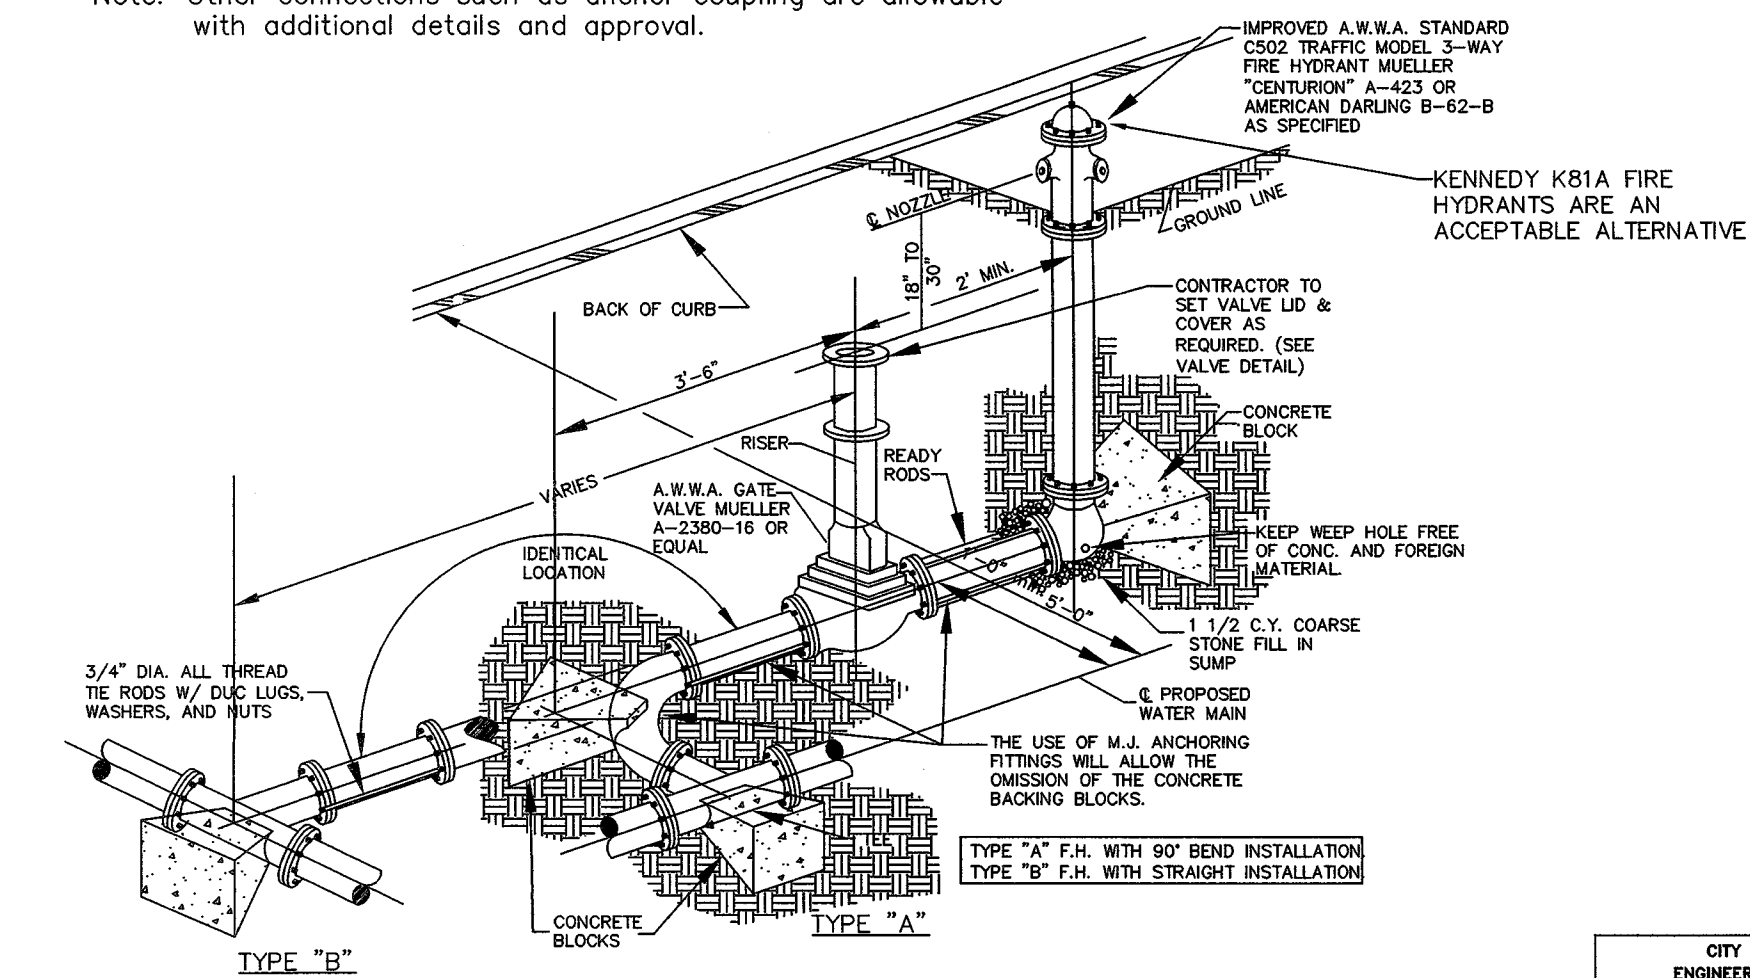 Note: Other connections such as anchor coupling are allowable
with additional details and approval.
IMPROVED A.W.W.A. STANDARD
C502 TRAFFIC MODEL 3-WAY
FIRE HYDRANT MUELLER
"CENTURION" A-423 OR
AMERICAN DARLING B-62-B
AS SPECIFIED
KENNEDY K81A FIRE
HYDRANTS ARE AN
ACCEPTABLE ALTERNATIVE
℄ NOZZLE
GROUND LINE
18" TO
30"
2' MIN.
BACK OF CURB
CONTRACTOR TO
SET VALVE LID &
COVER AS
REQUIRED. (SEE
VALVE DETAIL)
3'-6"
CONCRETE
BLOCK
RISER
READY
RODS
VARIES
A.W.W.A. GATE
VALVE MUELLER
A-2380-16 OR
EQUAL
IDENTICAL
LOCATION
KEEP WEEP HOLE FREE
OF CONC. AND FOREIGN
MATERIAL.
5'-0"
1 1/2 C.Y. COARSE
STONE FILL IN
SUMP
3/4" DIA. ALL THREAD
TIE RODS W/ DUC LUGS,
WASHERS, AND NUTS
℄ PROPOSED
WATER MAIN
THE USE OF M.J. ANCHORING
FITTINGS WILL ALLOW THE
OMISSION OF THE CONCRETE
BACKING BLOCKS.
TYPE "A" F.H. WITH 90° BEND INSTALLATION
TYPE "B" F.H. WITH STRAIGHT INSTALLATION
CONCRETE
BLOCKS
TYPE "A"
TYPE "B"
CITY
ENGINEER